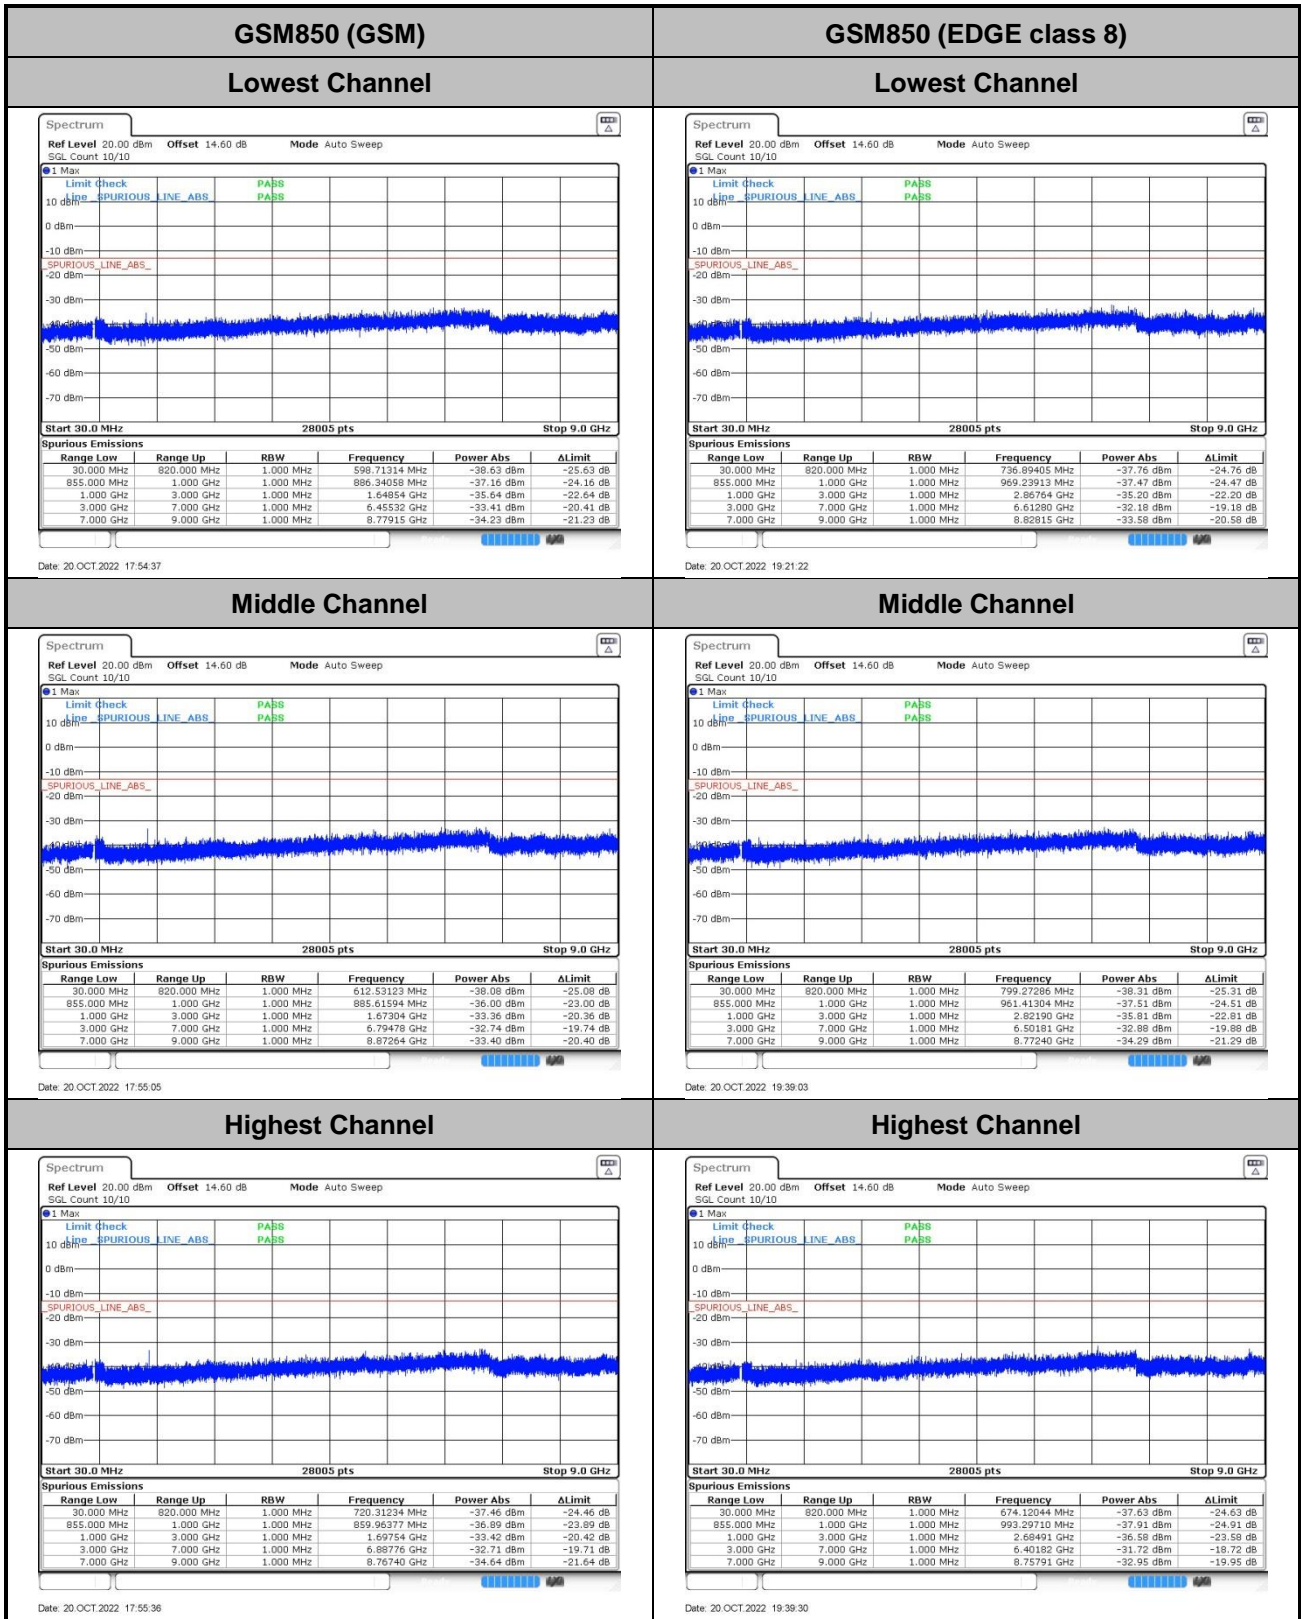 GSM850 (GSM)
GSM850 (EDGE class 8)
Lowest Channel
Lowest Channel
Spectrum
Ref Level 20.00 dBm Offset 14.60 dB Mode Auto Sweep
SGL Count 10/10
1 Max
Limit Check PASS
10 dBm Line _SPURIOUS_LINE_ABS_ PASS
0 dBm
-10 dBm
_SPURIOUS_LINE_ABS_
-20 dBm
-30 dBm
-50 dBm
-60 dBm
-70 dBm
Start 30.0 MHz 28005 pts Stop 9.0 GHz
Spurious Emissions
Range Low Range Up RBW Frequency Power Abs ΔLimit
30.000 MHz 820.000 MHz 1.000 MHz 598.71314 MHz -38.63 dBm -25.63 dB
855.000 MHz 1.000 GHz 1.000 MHz 886.34058 MHz -37.16 dBm -24.16 dB
1.000 GHz 3.000 GHz 1.000 MHz 1.64854 GHz -35.64 dBm -22.64 dB
3.000 GHz 7.000 GHz 1.000 MHz 6.45532 GHz -33.41 dBm -20.41 dB
7.000 GHz 9.000 GHz 1.000 MHz 8.77915 GHz -34.23 dBm -21.23 dB
Date: 20.OCT.2022 17:54:37
Spectrum
Ref Level 20.00 dBm Offset 14.60 dB Mode Auto Sweep
SGL Count 10/10
1 Max
Limit Check PASS
10 dBm Line _SPURIOUS_LINE_ABS_ PASS
0 dBm
-10 dBm
_SPURIOUS_LINE_ABS_
-20 dBm
-30 dBm
-50 dBm
-60 dBm
-70 dBm
Start 30.0 MHz 28005 pts Stop 9.0 GHz
Spurious Emissions
Range Low Range Up RBW Frequency Power Abs ΔLimit
30.000 MHz 820.000 MHz 1.000 MHz 736.89405 MHz -37.76 dBm -24.76 dB
855.000 MHz 1.000 GHz 1.000 MHz 969.23913 MHz -37.47 dBm -24.47 dB
1.000 GHz 3.000 GHz 1.000 MHz 2.86764 GHz -35.20 dBm -22.20 dB
3.000 GHz 7.000 GHz 1.000 MHz 6.61280 GHz -32.18 dBm -19.18 dB
7.000 GHz 9.000 GHz 1.000 MHz 8.82815 GHz -33.58 dBm -20.58 dB
Date: 20.OCT.2022 19:21:22
Middle Channel
Middle Channel
Spectrum
Ref Level 20.00 dBm Offset 14.60 dB Mode Auto Sweep
SGL Count 10/10
1 Max
Limit Check PASS
10 dBm Line _SPURIOUS_LINE_ABS_ PASS
0 dBm
-10 dBm
_SPURIOUS_LINE_ABS_
-20 dBm
-30 dBm
-50 dBm
-60 dBm
-70 dBm
Start 30.0 MHz 28005 pts Stop 9.0 GHz
Spurious Emissions
Range Low Range Up RBW Frequency Power Abs ΔLimit
30.000 MHz 820.000 MHz 1.000 MHz 612.53123 MHz -38.08 dBm -25.08 dB
855.000 MHz 1.000 GHz 1.000 MHz 885.61594 MHz -36.00 dBm -23.00 dB
1.000 GHz 3.000 GHz 1.000 MHz 1.67304 GHz -33.36 dBm -20.36 dB
3.000 GHz 7.000 GHz 1.000 MHz 6.79478 GHz -32.74 dBm -19.74 dB
7.000 GHz 9.000 GHz 1.000 MHz 8.87264 GHz -33.40 dBm -20.40 dB
Date: 20.OCT.2022 17:55:05
Spectrum
Ref Level 20.00 dBm Offset 14.60 dB Mode Auto Sweep
SGL Count 10/10
1 Max
Limit Check PASS
10 dBm Line _SPURIOUS_LINE_ABS_ PASS
0 dBm
-10 dBm
_SPURIOUS_LINE_ABS_
-20 dBm
-30 dBm
-50 dBm
-60 dBm
-70 dBm
Start 30.0 MHz 28005 pts Stop 9.0 GHz
Spurious Emissions
Range Low Range Up RBW Frequency Power Abs ΔLimit
30.000 MHz 820.000 MHz 1.000 MHz 799.27286 MHz -38.31 dBm -25.31 dB
855.000 MHz 1.000 GHz 1.000 MHz 961.41304 MHz -37.51 dBm -24.51 dB
1.000 GHz 3.000 GHz 1.000 MHz 2.82190 GHz -35.81 dBm -22.81 dB
3.000 GHz 7.000 GHz 1.000 MHz 6.50181 GHz -32.88 dBm -19.88 dB
7.000 GHz 9.000 GHz 1.000 MHz 8.77240 GHz -34.29 dBm -21.29 dB
Date: 20.OCT.2022 19:39:03
Highest Channel
Highest Channel
Spectrum
Ref Level 20.00 dBm Offset 14.60 dB Mode Auto Sweep
SGL Count 10/10
1 Max
Limit Check PASS
10 dBm Line _SPURIOUS_LINE_ABS_ PASS
0 dBm
-10 dBm
_SPURIOUS_LINE_ABS_
-20 dBm
-30 dBm
-50 dBm
-60 dBm
-70 dBm
Start 30.0 MHz 28005 pts Stop 9.0 GHz
Spurious Emissions
Range Low Range Up RBW Frequency Power Abs ΔLimit
30.000 MHz 820.000 MHz 1.000 MHz 720.31234 MHz -37.46 dBm -24.46 dB
855.000 MHz 1.000 GHz 1.000 MHz 859.96377 MHz -36.89 dBm -23.89 dB
1.000 GHz 3.000 GHz 1.000 MHz 1.69754 GHz -33.42 dBm -20.42 dB
3.000 GHz 7.000 GHz 1.000 MHz 6.88776 GHz -32.71 dBm -19.71 dB
7.000 GHz 9.000 GHz 1.000 MHz 8.76740 GHz -34.64 dBm -21.64 dB
Date: 20.OCT.2022 17:55:36
Spectrum
Ref Level 20.00 dBm Offset 14.60 dB Mode Auto Sweep
SGL Count 10/10
1 Max
Limit Check PASS
10 dBm Line _SPURIOUS_LINE_ABS_ PASS
0 dBm
-10 dBm
_SPURIOUS_LINE_ABS_
-20 dBm
-30 dBm
-50 dBm
-60 dBm
-70 dBm
Start 30.0 MHz 28005 pts Stop 9.0 GHz
Spurious Emissions
Range Low Range Up RBW Frequency Power Abs ΔLimit
30.000 MHz 820.000 MHz 1.000 MHz 674.12044 MHz -37.63 dBm -24.63 dB
855.000 MHz 1.000 GHz 1.000 MHz 993.29710 MHz -37.91 dBm -24.91 dB
1.000 GHz 3.000 GHz 1.000 MHz 2.68491 GHz -36.58 dBm -23.58 dB
3.000 GHz 7.000 GHz 1.000 MHz 6.40182 GHz -31.72 dBm -18.72 dB
7.000 GHz 9.000 GHz 1.000 MHz 8.75791 GHz -32.95 dBm -19.95 dB
Date: 20.OCT.2022 19:39:30